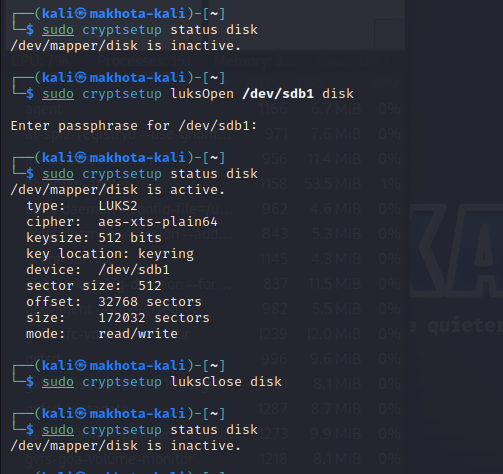 ┌──(kali㉿makhota-kali)-[~]
└─$ sudo cryptsetup status disk
/dev/mapper/disk is inactive.

┌──(kali㉿makhota-kali)-[~]
└─$ sudo cryptsetup luksOpen /dev/sdb1 disk

Enter passphrase for /dev/sdb1:

┌──(kali㉿makhota-kali)-[~]
└─$ sudo cryptsetup status disk
/dev/mapper/disk is active.
  type:    LUKS2
  cipher:  aes-xts-plain64
  keysize: 512 bits
  key location: keyring
  device:  /dev/sdb1
  sector size:  512
  offset:  32768 sectors
  size:    172032 sectors
  mode:    read/write

┌──(kali㉿makhota-kali)-[~]
└─$ sudo cryptsetup luksClose disk

┌──(kali㉿makhota-kali)-[~]
└─$ sudo cryptsetup status disk
/dev/mapper/disk is inactive.